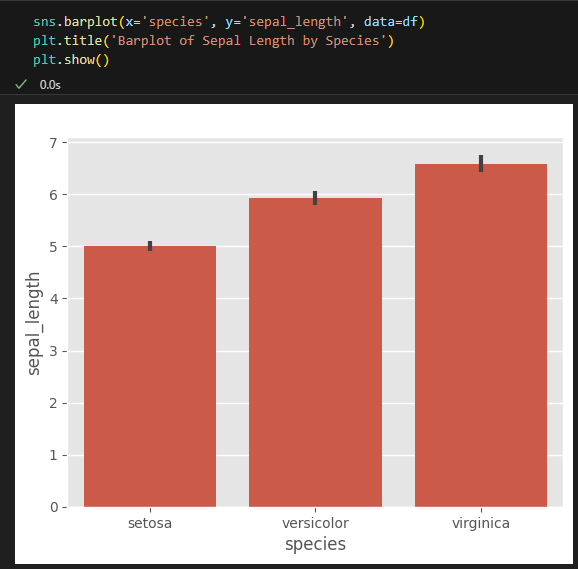 sns.barplot(x='species', y='sepal_length', data=df)
plt.title('Barplot of Sepal Length by Species')
plt.show()
0.0s
7
6
5
4
3
2
1
0
sepal_length
setosa versicolor virginica
species